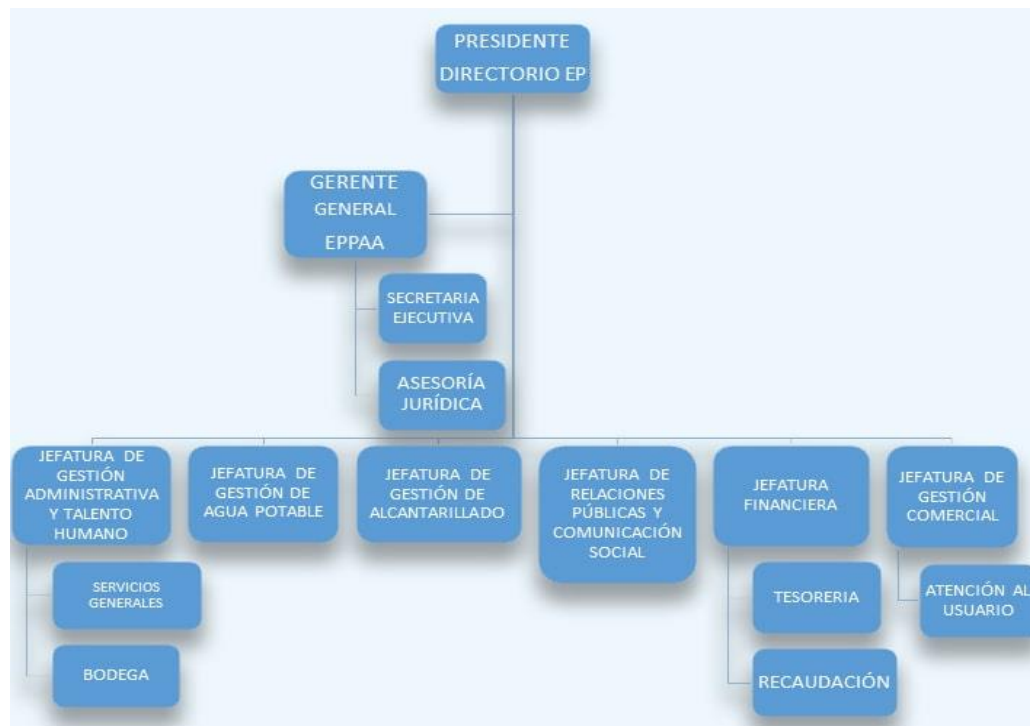 PRESIDENTE
DIRECTORIO EP
GERENTE
GENERAL
EPPAA
SECRETARIA
EJECUTIVA
ASESORÍA
JURÍDICA
JEFATURA DE
GESTIÓN
ADMINISTRATIVA
Y TALENTO
HUMANO
SERVICIOS
GENERALES
BODEGA
JEFATURA DE
GESTIÓN DE
AGUA POTABLE
JEFATURA DE
GESTIÓN DE
ALCANTARILLADO
JEFATURA DE
RELACIONES
PÚBLICAS Y
COMUNICACIÓN
SOCIAL
JEFATURA
FINANCIERA
TESORERIA
RECAUDACIÓN
JEFATURA DE
GESTIÓN
COMERCIAL
ATENCIÓN AL
USUARIO